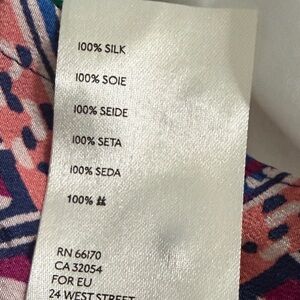 100% SILK
100% SOIE
100% SEIDE
100% SETA
100% SEDA
100%
RN 66170
CA 32054
FOR EU
24 WEST STREET